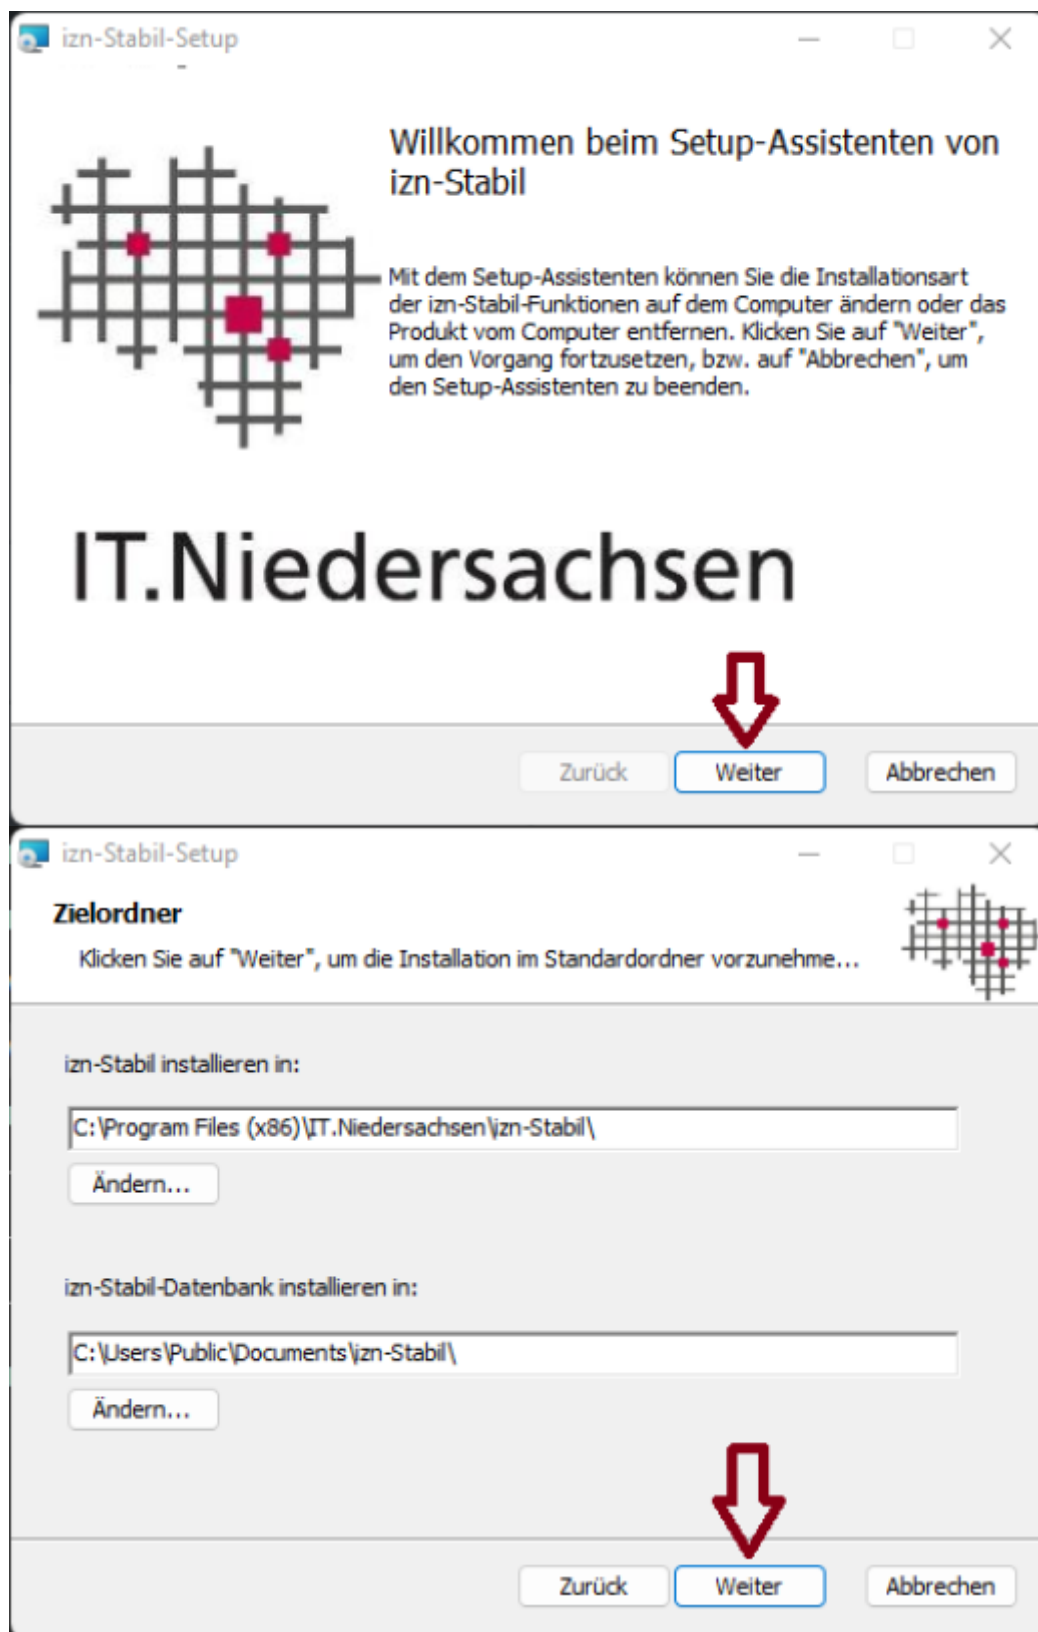 izn-Stabil-Setup
Willkommen beim Setup-Assistenten von
izn-Stabil
Mit dem Setup-Assistenten können Sie die Installationsart
der izn-Stabil-Funktionen auf dem Computer ändern oder das
Produkt vom Computer entfernen. Klicken Sie auf "Weiter",
um den Vorgang fortzusetzen, bzw. auf "Abbrechen", um
den Setup-Assistenten zu beenden.
IT.Niedersachsen
Zurück Weiter Abbrechen
izn-Stabil-Setup
Zielordner
Klicken Sie auf "Weiter", um die Installation im Standardordner vorzunehme...
izn-Stabil installieren in:
C:\Program Files (x86)\IT.Niedersachsen\izn-Stabil\
Ändern...
izn-Stabil-Datenbank installieren in:
C:\Users\Public\Documents\izn-Stabil\
Ändern...
Zurück Weiter Abbrechen